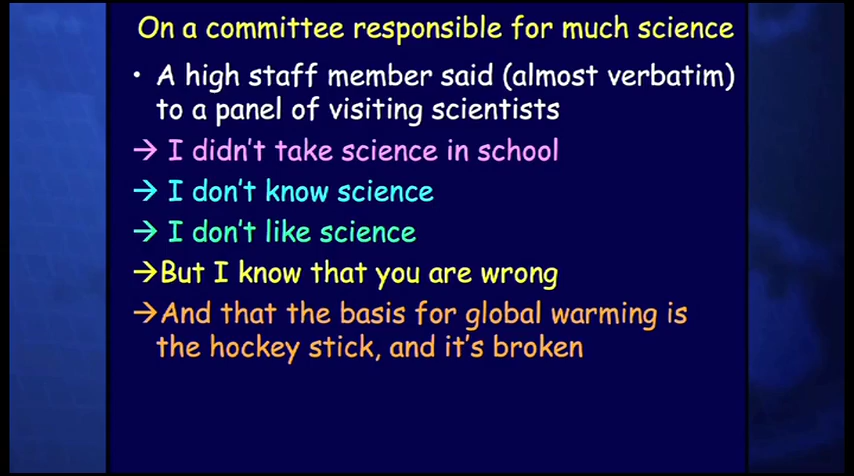 On a committee responsible for much science
• A high staff member said (almost verbatim)
to a panel of visiting scientists
→ I didn't take science in school
→ I don't know science
→ I don't like science
→But I know that you are wrong
→And that the basis for global warming is
the hockey stick, and it's broken